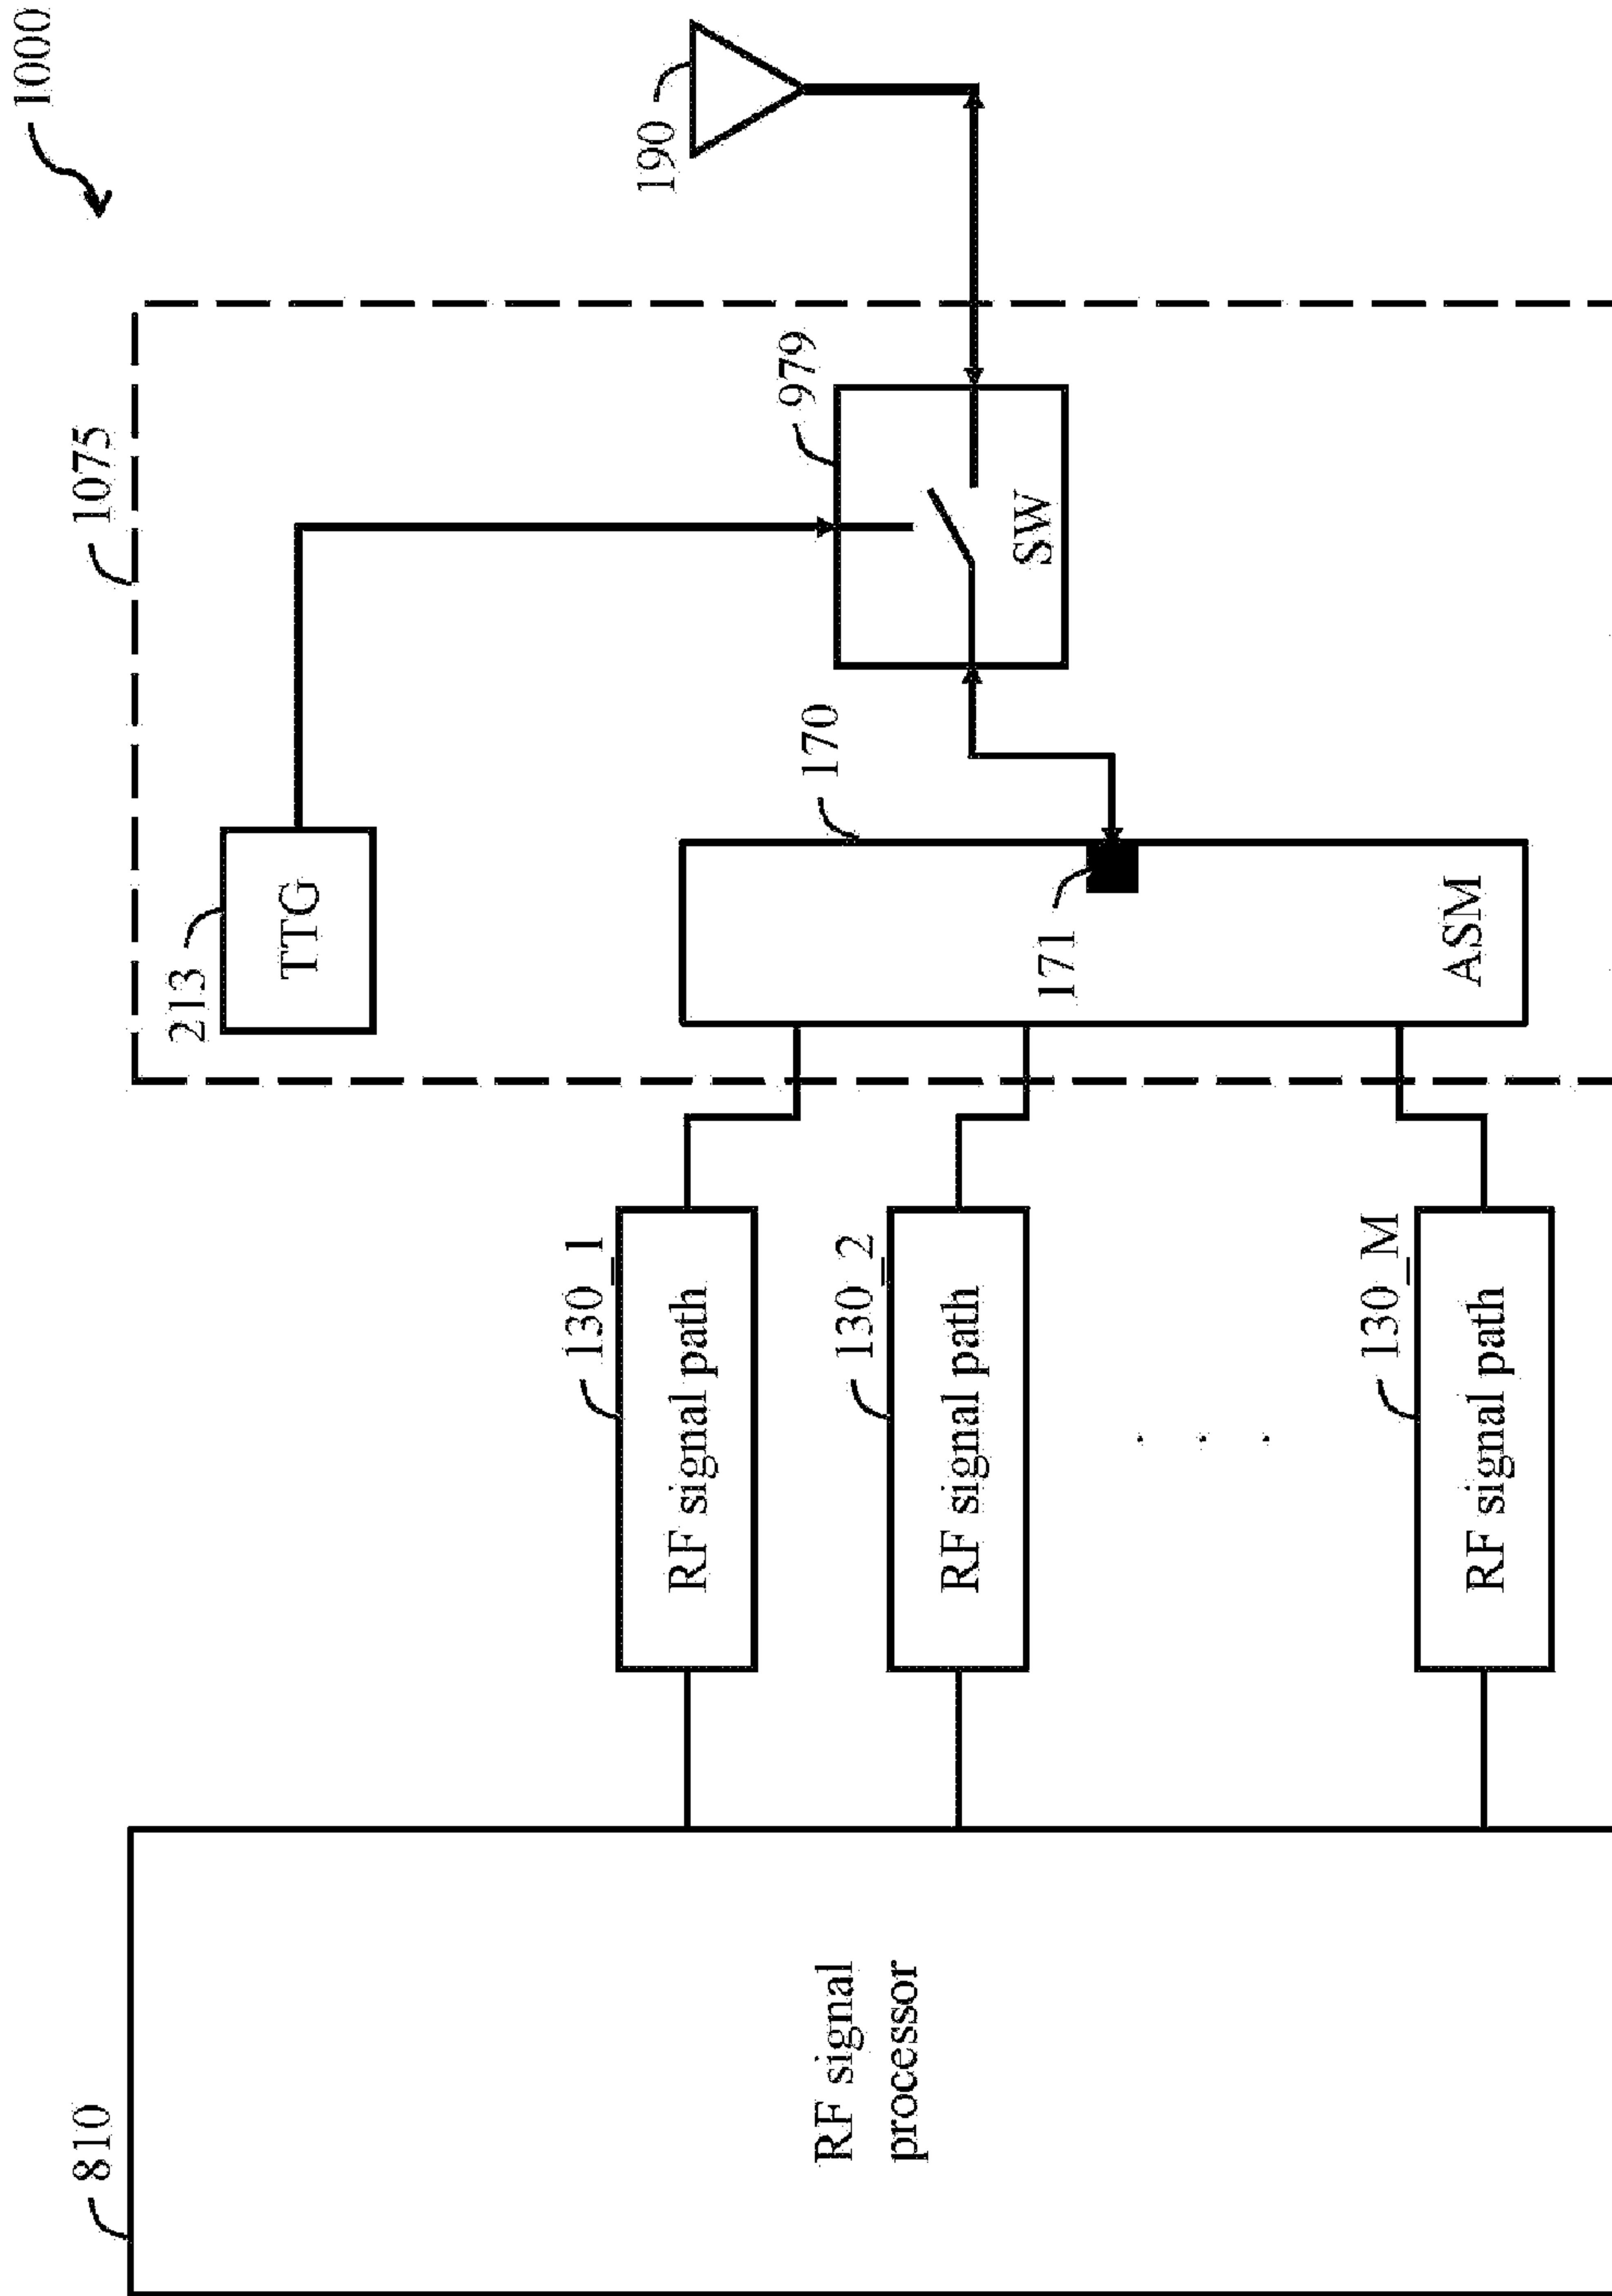 1000
810
RF signal
processor
130_1
RF signal path
130_2
RF signal path
. . .
130_M
RF signal path
1075
213
TTG
170
171
ASM
979
SW
190